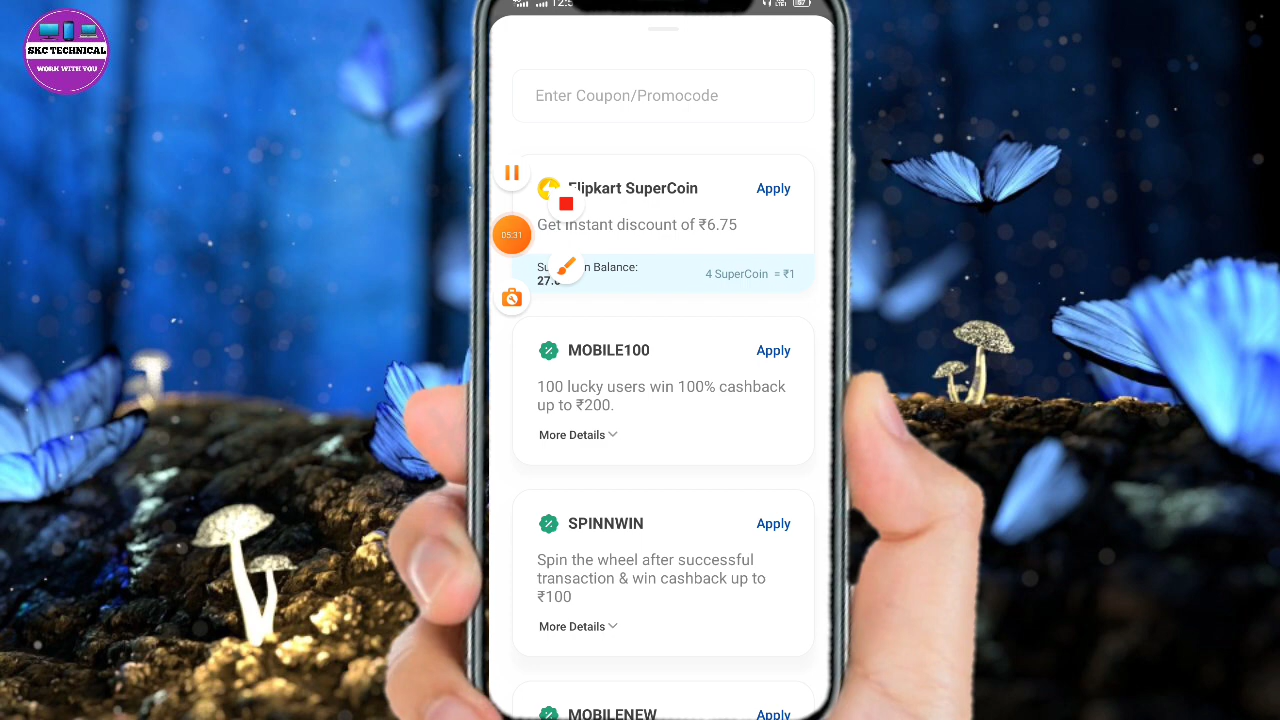 SKC TECHNICAL
WORK WITH YOU
Enter Coupon/Promocode
Flipkart SuperCoin
Apply
Get instant discount of ₹6.75
Balance:
4 SuperCoin = ₹1
05:31
MOBILE100
Apply
100 lucky users win 100% cashback
up to ₹200.
More Details
SPINNWIN
Apply
Spin the wheel after successful
transaction & win cashback up to
₹100
More Details
MOBILENEW
Apply